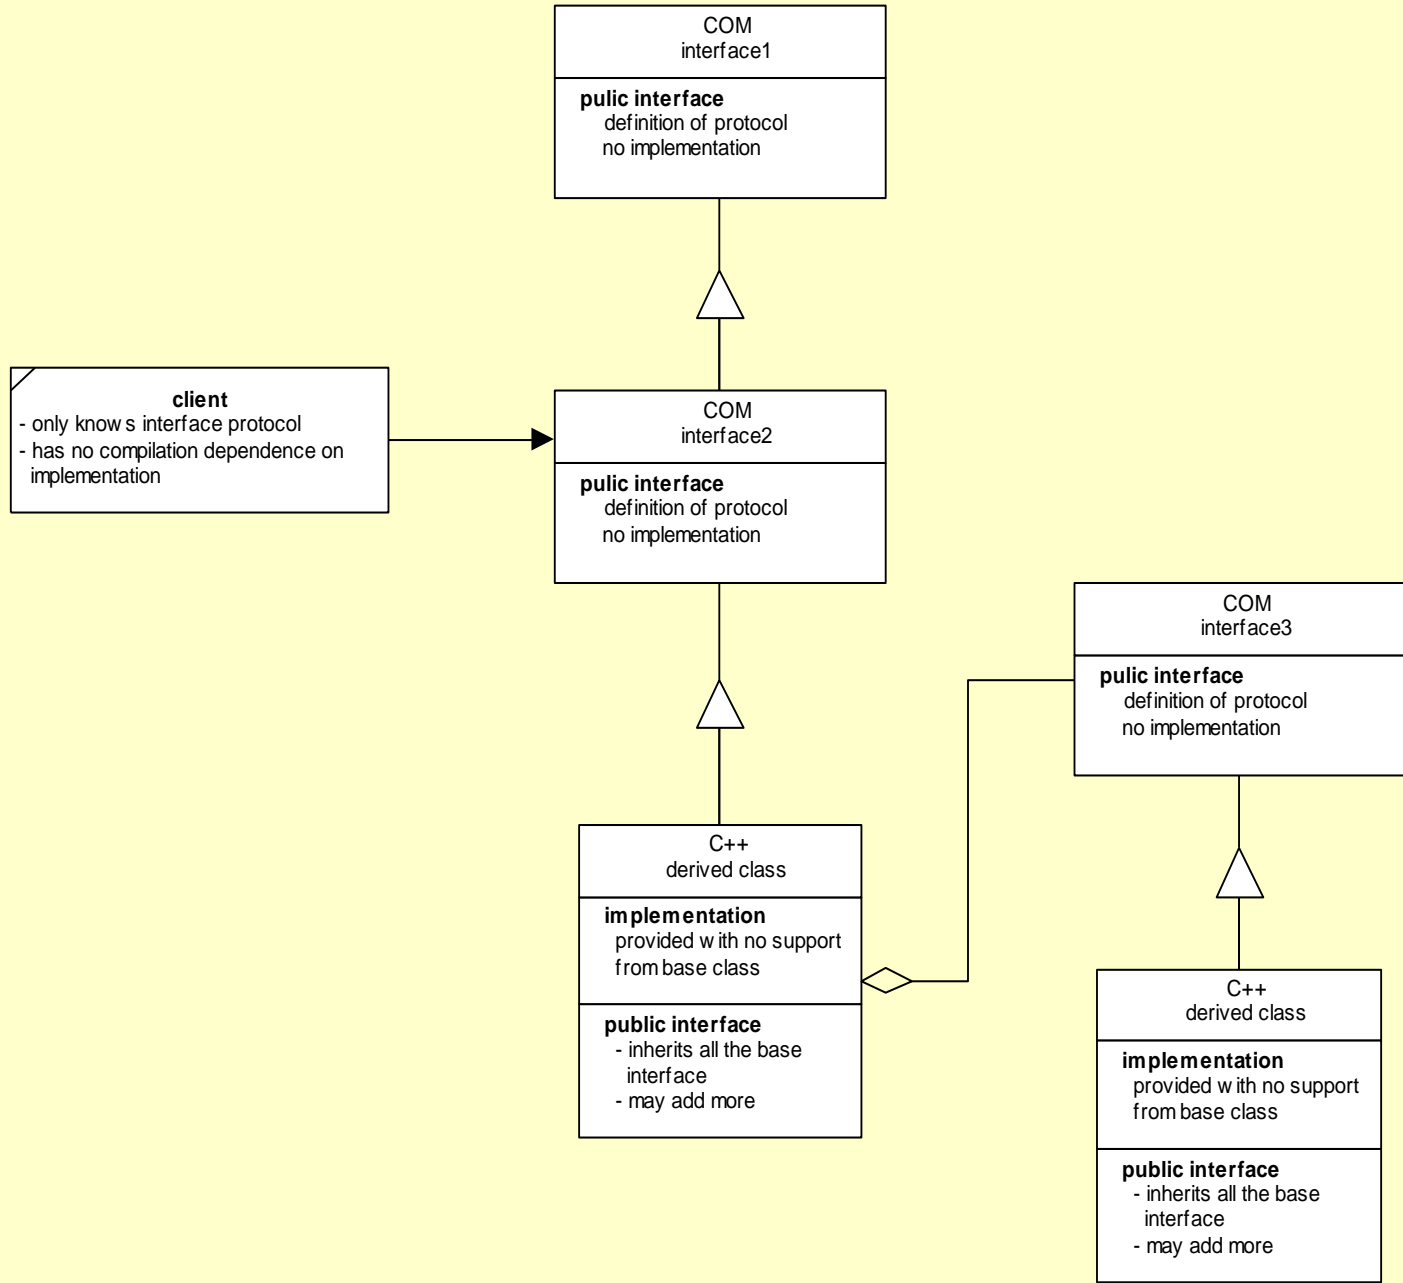 COM
interface1
pulic interface
definition of protocol
no implementation
client
- only knows interface protocol
- has no compilation dependence on
implementation
COM
interface2
pulic interface
definition of protocol
no implementation
COM
interface3
pulic interface
definition of protocol
no implementation
C++
derived class
implementation
provided with no support
from base class
public interface
- inherits all the base
interface
- may add more
C++
derived class
implementation
provided with no support
from base class
public interface
- inherits all the base
interface
- may add more